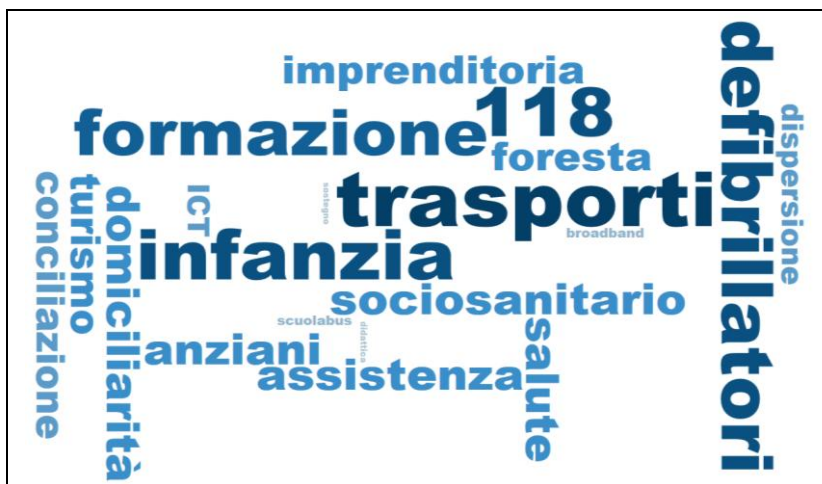 imprenditoria
118
formazione
foresta
defibrillatori
dispersione
conciliazione
turismo
domiciliarità
ICT
sostegno
trasporti
broadband
infanzia
sociosanitario
scuolabus
didattica
anziani
assistenza
salute